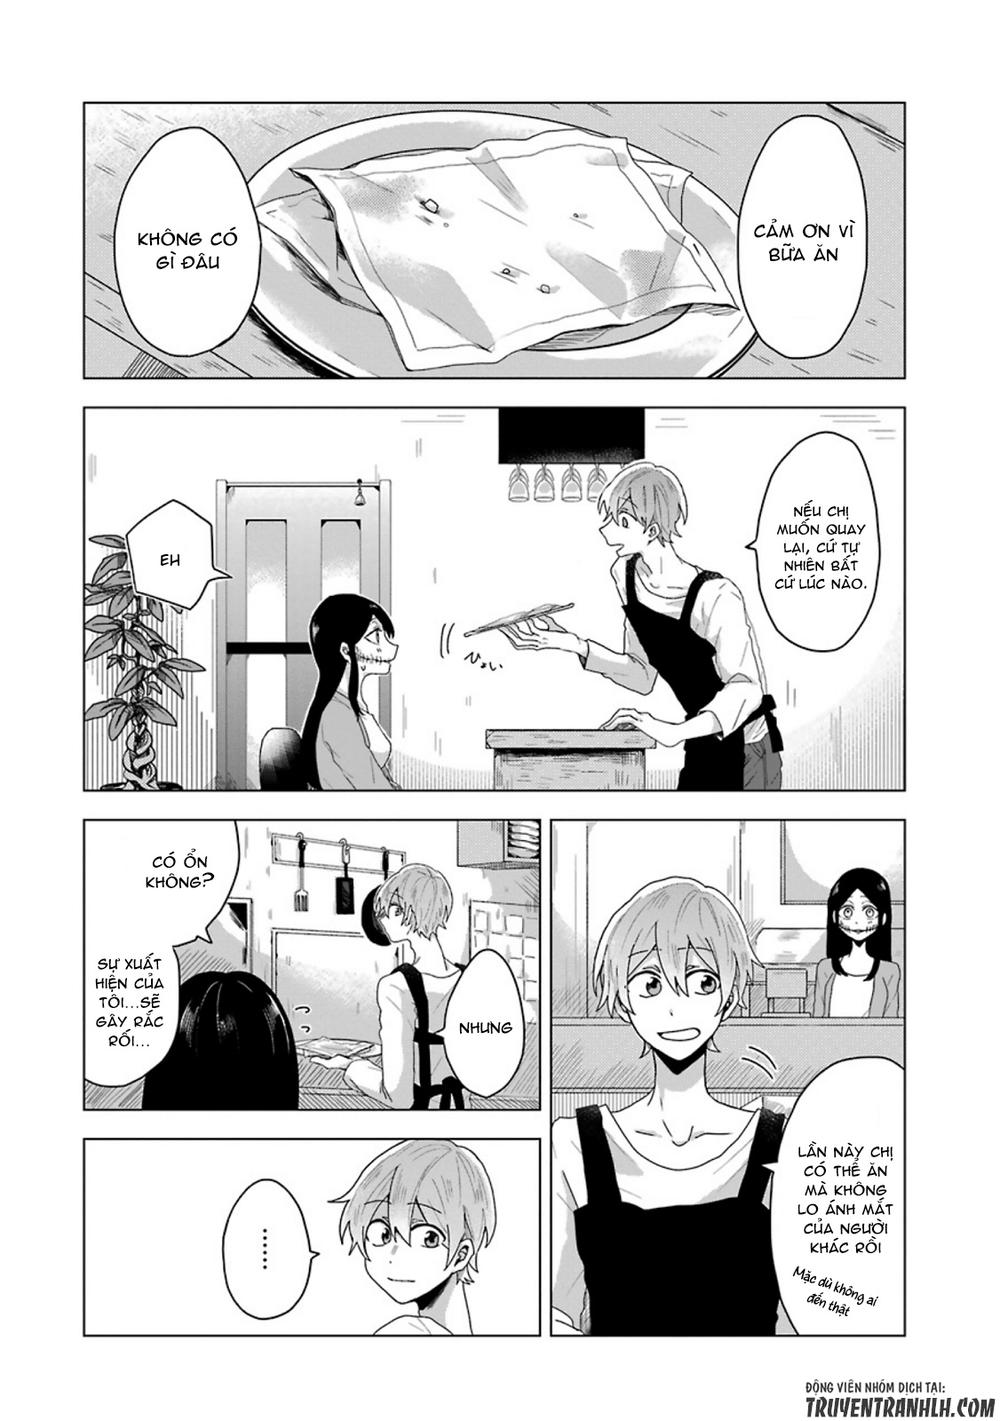 CẢM ƠN VÌ
BỮA ĂN
KHÔNG CÓ
GÌ ĐÂU
NẾU CHỊ
MUỐN QUAY
LẠI, CỨ TỰ
NHIÊN BẤT
CỨ LÚC NÀO.
ひょい
EH
LẦN NÀY CHỊ
CÓ THỂ ĂN
MÀ KHÔNG
LO ÁNH MẮT
CỦA NGƯỜI
KHÁC RỒI
Mặc dù không ai
đến thật
NHƯNG
CÓ ỔN
KHÔNG?
SỰ XUẤT
HIỆN CỦA
TÔI...SẼ
GÂY RẮC
RỐI...
......
ĐỘNG VIÊN NHÓM DỊCH TẠI:
TRUYENTRANHLH.COM